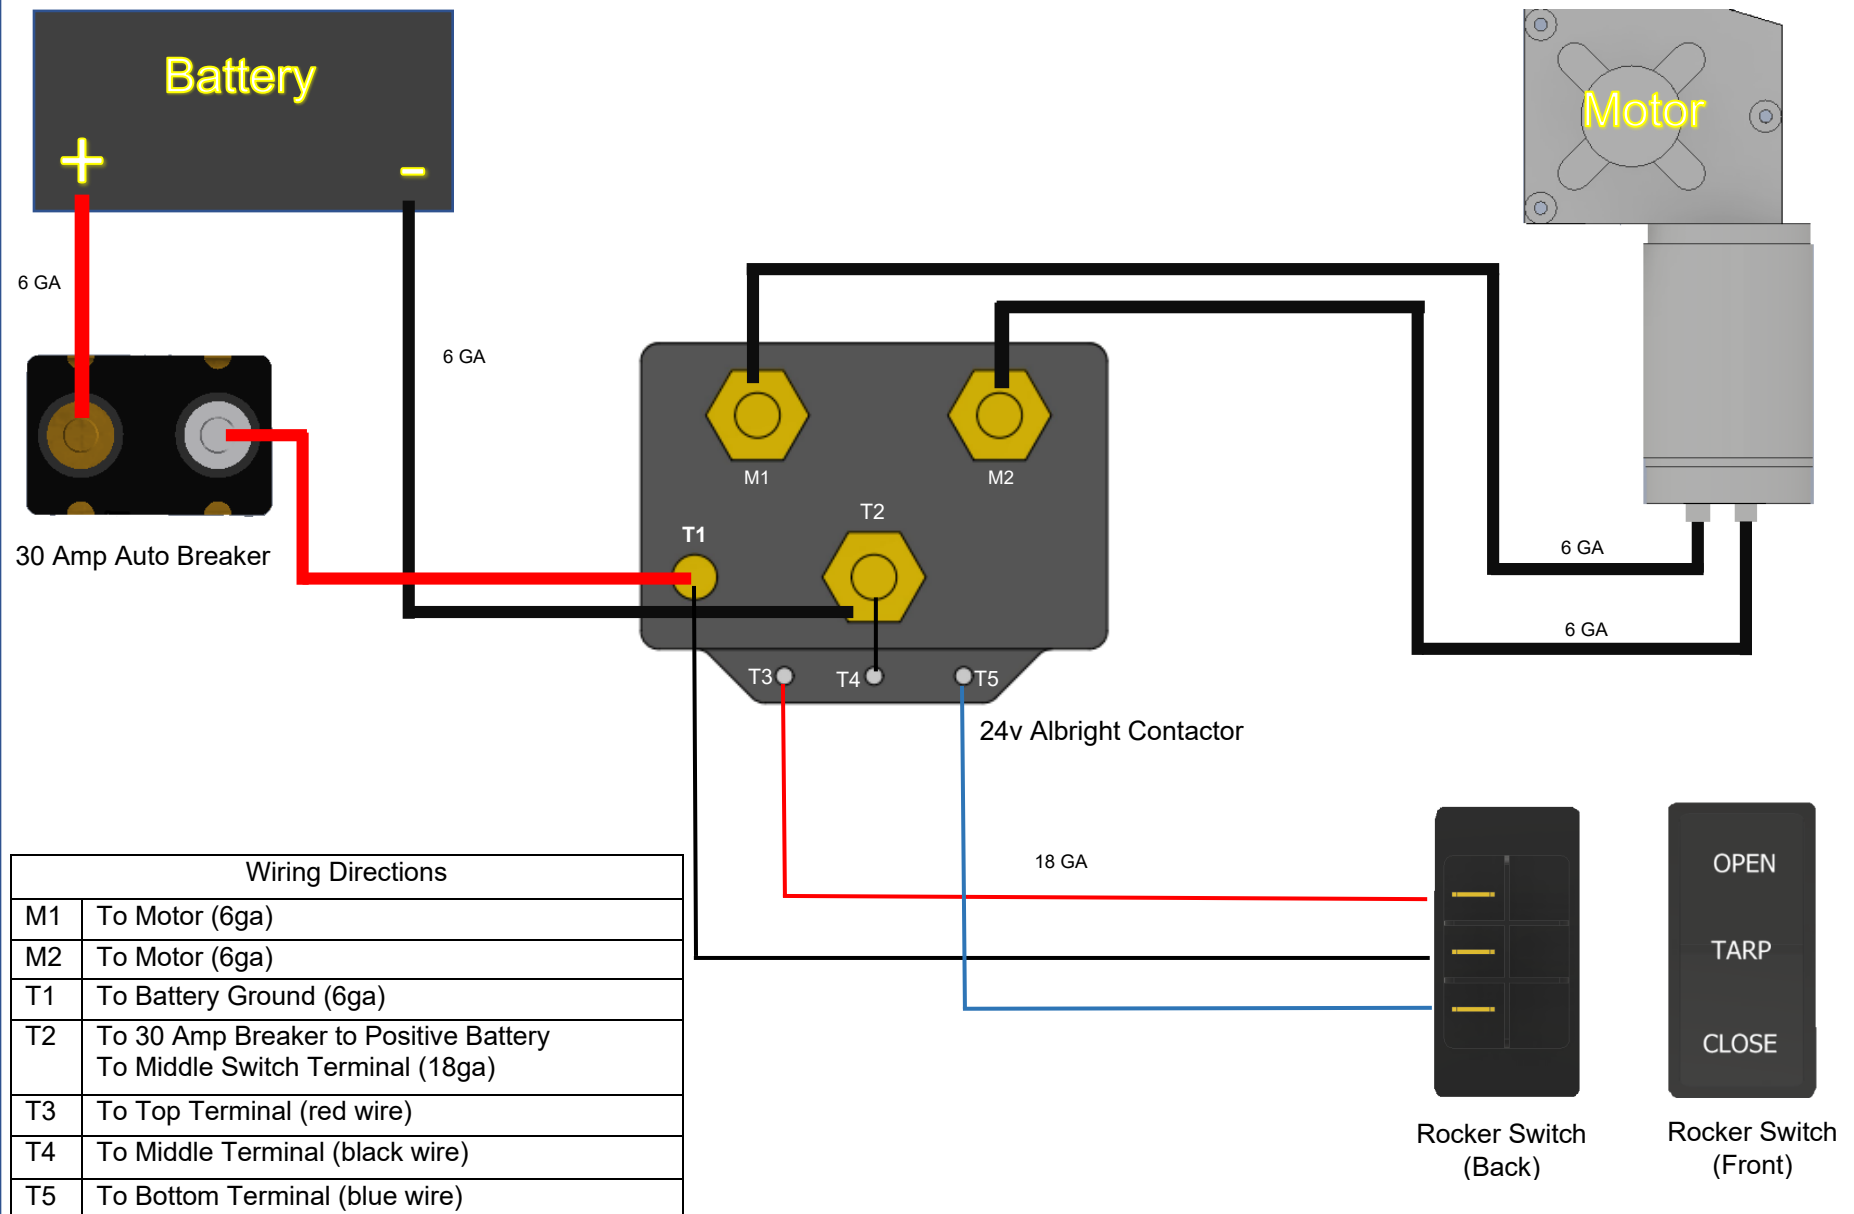 Battery
+
-
Motor
6 GA
6 GA
M1
M2
T2
T1
30 Amp Auto Breaker
6 GA
6 GA
T3
T4
T5
24v Albright Contactor
18 GA
OPEN
TARP
CLOSE
Rocker Switch
(Back)
Rocker Switch
(Front)
Wiring Directions
M1 To Motor (6ga)
M2 To Motor (6ga)
T1 To Battery Ground (6ga)
T2 To 30 Amp Breaker to Positive Battery
To Middle Switch Terminal (18ga)
T3 To Top Terminal (red wire)
T4 To Middle Terminal (black wire)
T5 To Bottom Terminal (blue wire)